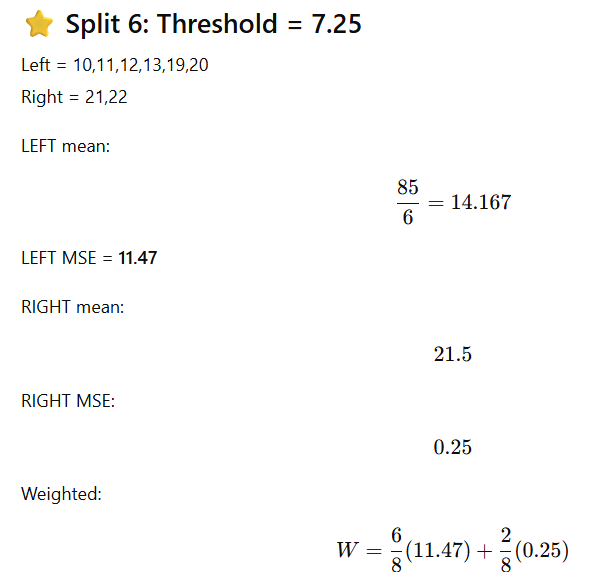 ⭐ Split 6: Threshold = 7.25
Left = 10,11,12,13,19,20
Right = 21,22
LEFT mean:
85/6 = 14.167
LEFT MSE = 11.47
RIGHT mean:
21.5
RIGHT MSE:
0.25
Weighted:
W = 6/8(11.47) + 2/8(0.25)